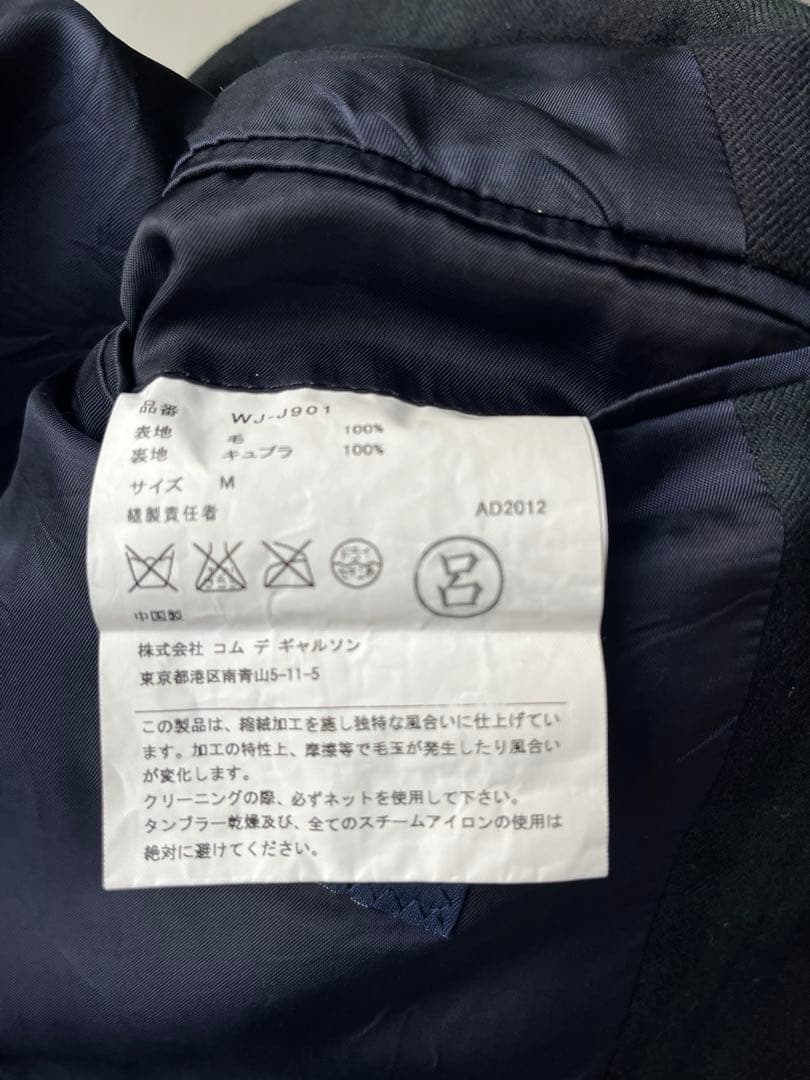 品番 WJ-J901
表地 毛 100%
裏地 キュプラ 100%
サイズ M
縫製責任者 AD2012
ドライ
セキユ系
呂
中国製
株式会社 コム デ ギャルソン
東京都港区南青山5-11-5
この製品は、縮絨加工を施し独特な風合いに仕上げてい
ます。加工の特性上、摩擦等で毛玉が発生したり風合い
が変化します。
クリーニングの際、必ずネットを使用して下さい。
タンブラー乾燥及び、全てのスチームアイロンの使用は
絶対に避けてください。